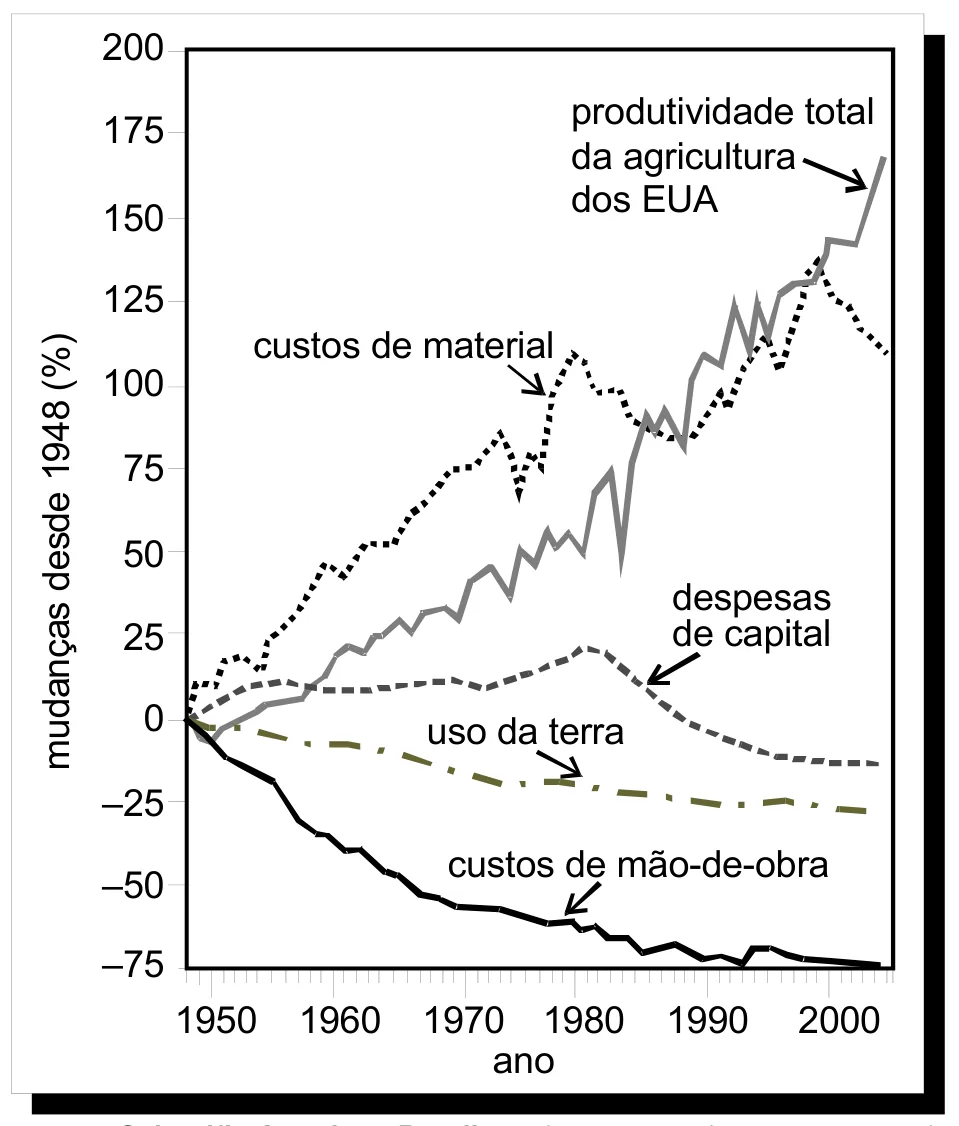 200
175
150
125
100
75
50
25
0
–25
–50
–75
mudanças desde 1948 (%)
produtividade total
da agricultura
dos EUA
custos de material
despesas
de capital
uso da terra
custos de mão-de-obra
1950 1960 1970 1980 1990 2000
ano